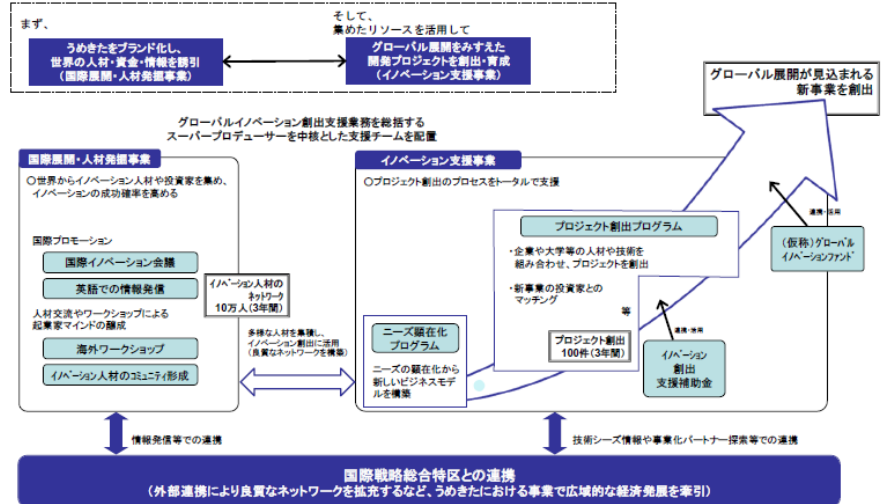 まず、
うめきたをブランド化し、
世界の人材・資金・情報を誘引
(国際展開・人材発掘事業)
そして、
集めたリソースを活用して
グローバル展開をみすえた
開発プロジェクトを創出・育成
(イノベーション支援事業)
グローバル展開が見込まれる
新事業を創出
グローバルイノベーション創出支援業務を総括する
スーパープロデューサーを中核とした支援チームを配置
国際展開・人材発掘事業
○世界からイノベーション人材や投資家を集め、
イノベーションの成功確率を高める
国際プロモーション
国際イノベーション会議
英語での情報発信
人材交流やワークショップによる
起業家マインドの醸成
海外ワークショップ
イノベーション人材のコミュニティ形成
イノベーション人材の
ネットワーク
10万人(3年間)
多様な人材を集積し、
イノベーション創出に活用
(良質なネットワークを構築)
イノベーション支援事業
○プロジェクト創出のプロセスをトータルで支援
プロジェクト創出プログラム
・企業や大学等の人材や技術を
組み合わせ、プロジェクトを創出
・新事業の投資家との
マッチング
等
プロジェクト創出
100件(3年間)
ニーズ顕在化
プログラム
ニーズの顕在化から
新しいビジネスモデ
ルを構築
連携・活用
イノベーション
創出
支援補助金
連携・活用
(仮称)グローバル
イノベーションファンド
情報発信等での連携
技術シーズ情報や事業化パートナー探索等での連携
国際戦略総合特区との連携
(外部連携により良質なネットワークを拡充するなど、うめきたにおける事業で広域的な経済発展を牽引)